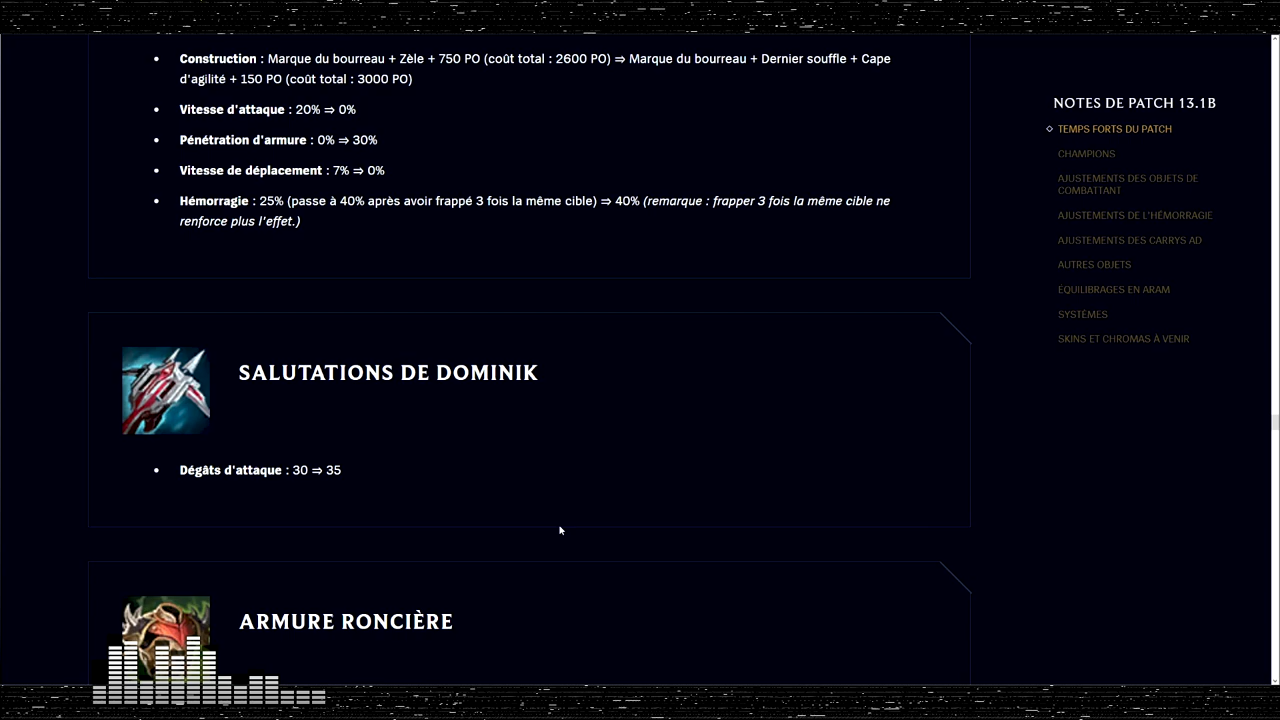 Construction : Marque du bourreau + Zèle + 750 PO (coût total : 2600 PO) ⇒ Marque du bourreau + Dernier souffle + Cape
d'agilité + 150 PO (coût total : 3000 PO)
Vitesse d'attaque : 20% ⇒ 0%
Pénétration d'armure : 0% ⇒ 30%
Vitesse de déplacement : 7% ⇒ 0%
Hémorragie : 25% (passe à 40% après avoir frappé 3 fois la même cible) ⇒ 40% (remarque : frapper 3 fois la même cible ne
renforce plus l'effet.)
SALUTATIONS DE DOMINIK
Dégâts d'attaque : 30 ⇒ 35
ARMURE RONCIÈRE
NOTES DE PATCH 13.1B
TEMPS FORTS DU PATCH
CHAMPIONS
AJUSTEMENTS DES OBJETS DE
COMBATTANT
AJUSTEMENTS DE L'HÉMORRAGIE
AJUSTEMENTS DES CARRYS AD
AUTRES OBJETS
ÉQUILIBRAGES EN ARAM
SYSTÈMES
SKINS ET CHROMAS À VENIR